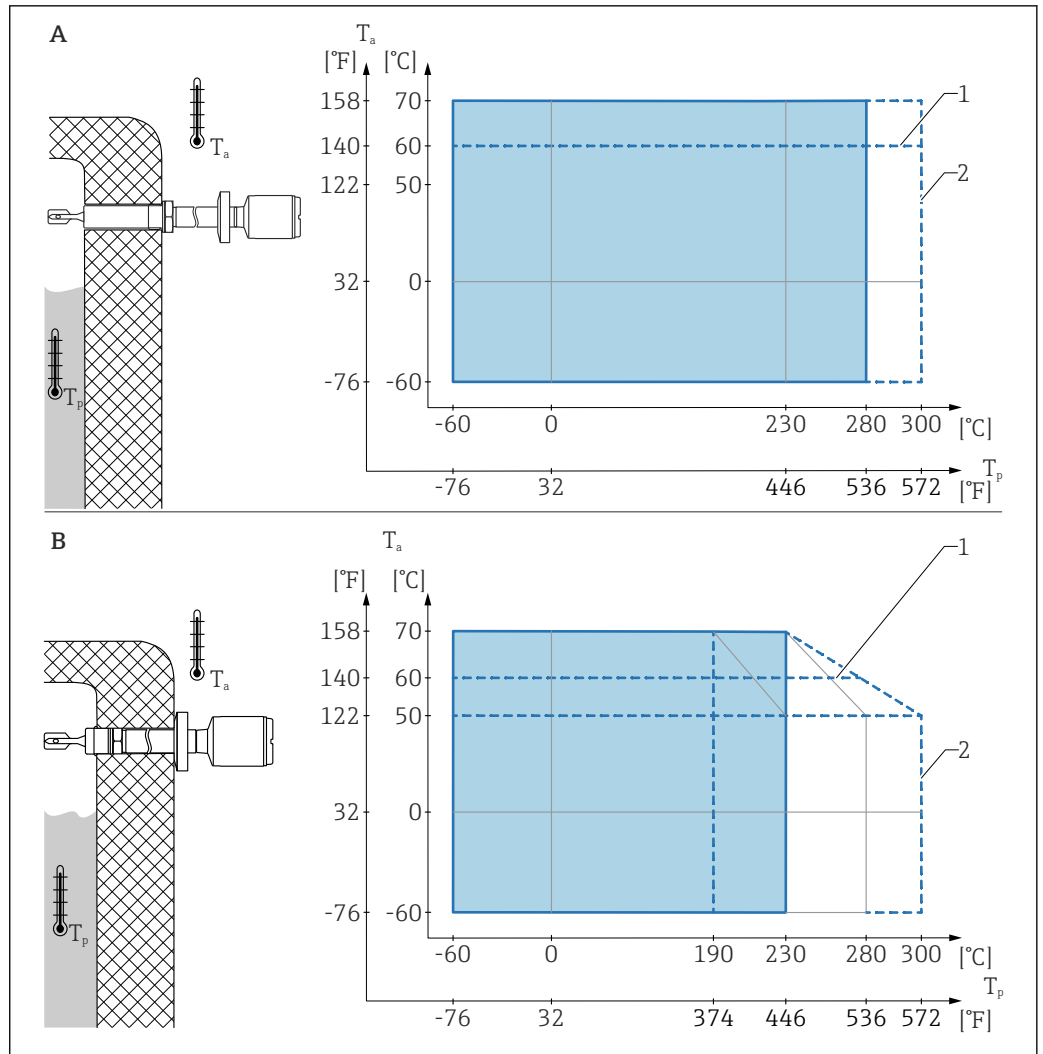 A
Tₐ
[°F] [°C]
158 70
1
Tₐ
140 60
2
122 50
32 0
Tₚ
-76 -60
-60 0 230 280 300 [°C]
Tₚ
-76 32 446 536 572 [°F]
B
Tₐ
1
[°F] [°C]
158 70
Tₐ
140 60
122 50
2
32 0
Tₚ
-76 -60
-60 0 190 230 280 300 [°C]
Tₚ
-76 32 374 446 536 572 [°F]